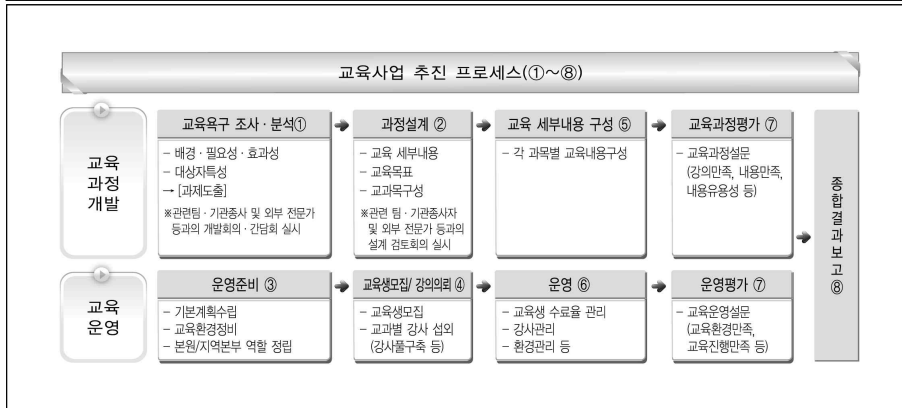 교육사업 추진 프로세스(①～⑧)
교육
과정
개발
교육욕구 조사·분석①
- 배경·필요성·효과성
- 대상자특성
→ [과제도출]
※관련팀·기관종사 및 외부 전문가
등과의 개발회의·간담회 실시
과정설계 ②
- 교육 세부내용
- 교육목표
- 교과목구성
※관련 팀·기관종사자
및 외부 전문가 등과의
설계 검토회의 실시
교육 세부내용 구성 ⑤
- 각 과목별 교육내용구성
교육과정평가 ⑦
- 교육과정설문
(강의만족, 내용만족,
내용유용성 등)
교육
운영
운영준비 ③
- 기본계획수립
- 교육환경정비
- 본원/지역본부 역할 정립
교육생모집/ 강의의뢰 ④
- 교육생모집
- 교과별 강사 섭외
(강사풀구축 등)
운영 ⑥
- 교육생 수료율 관리
- 강사관리
- 환경관리 등
운영평가 ⑦
- 교육운영설문
(교육환경만족,
교육진행만족 등)
종합결과보고⑧